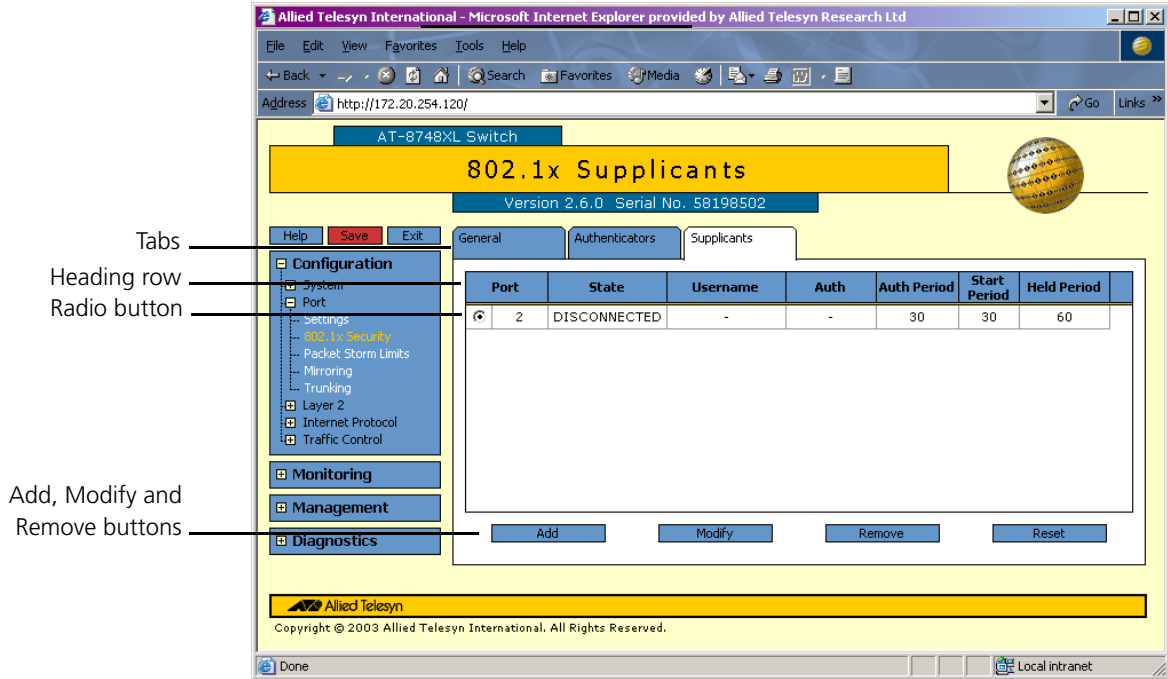 Allied Telesyn International - Microsoft Internet Explorer provided by Allied Telesyn Research Ltd
File Edit View Favorites Tools Help
Back Search Favorites Media
Address http://172.20.254.120/ Go Links »
AT-8748XL Switch
802.1x Supplicants
Version 2.6.0 Serial No. 58198502
Help Save Exit
General Authenticators Supplicants
Tabs
Heading row
Radio button
Configuration
System
Port
Settings
802.1x Security
Packet Storm Limits
Mirroring
Trunking
Layer 2
Internet Protocol
Traffic Control
Monitoring
Management
Diagnostics
Port State Username Auth Auth Period Start Period Held Period
2 DISCONNECTED - - 30 30 60
Add, Modify and
Remove buttons
Add Modify Remove Reset
Allied Telesyn
Copyright © 2003 Allied Telesyn International. All Rights Reserved.
Done Local intranet